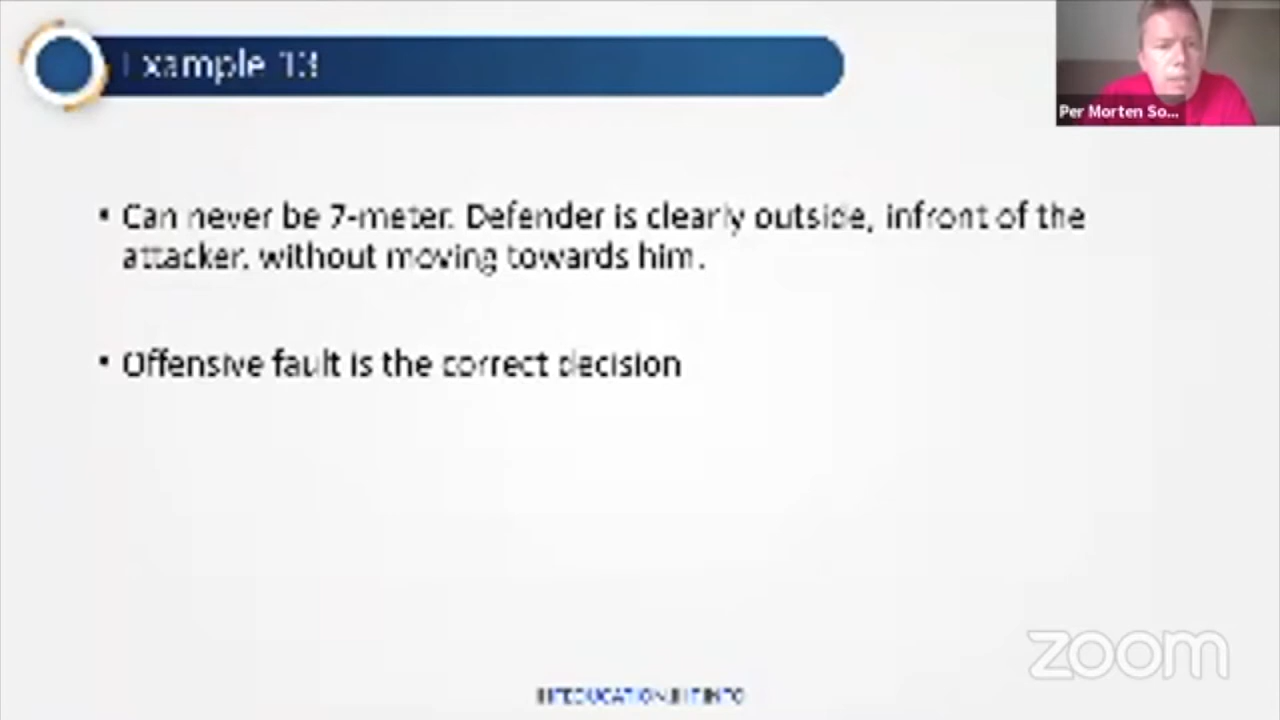 Example 13
Per Morten So...
▪ Can never be 7-meter. Defender is clearly outside, infront of the
attacker, without moving towards him.
▪ Offensive fault is the correct decision
zoom